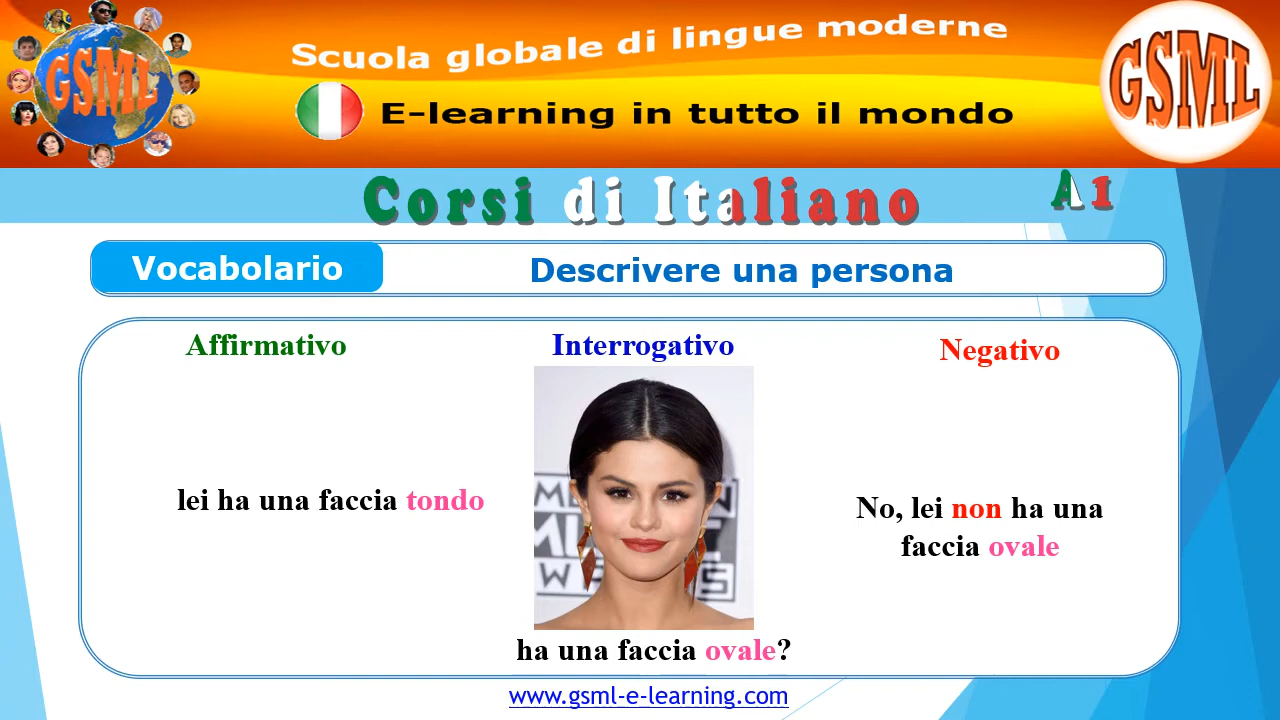 Scuola globale di lingue moderne
GSML
E-learning in tutto il mondo
GSML
Corsi di Italiano
A1
Vocabolario
Descrivere una persona
Affirmativo
Interrogativo
Negativo
lei ha una faccia tondo
No, lei non ha una
faccia ovale
ha una faccia ovale?
www.gsml-e-learning.com